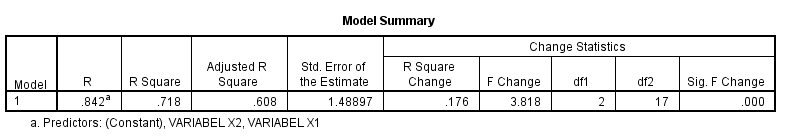 Model Summary
Change Statistics
Model R R Square Adjusted R Square Std. Error of the Estimate R Square Change F Change df1 df2 Sig. F Change
1 .842a .718 .608 1.48897 .176 3.818 2 17 .000
a. Predictors: (Constant), VARIABEL X2, VARIABEL X1